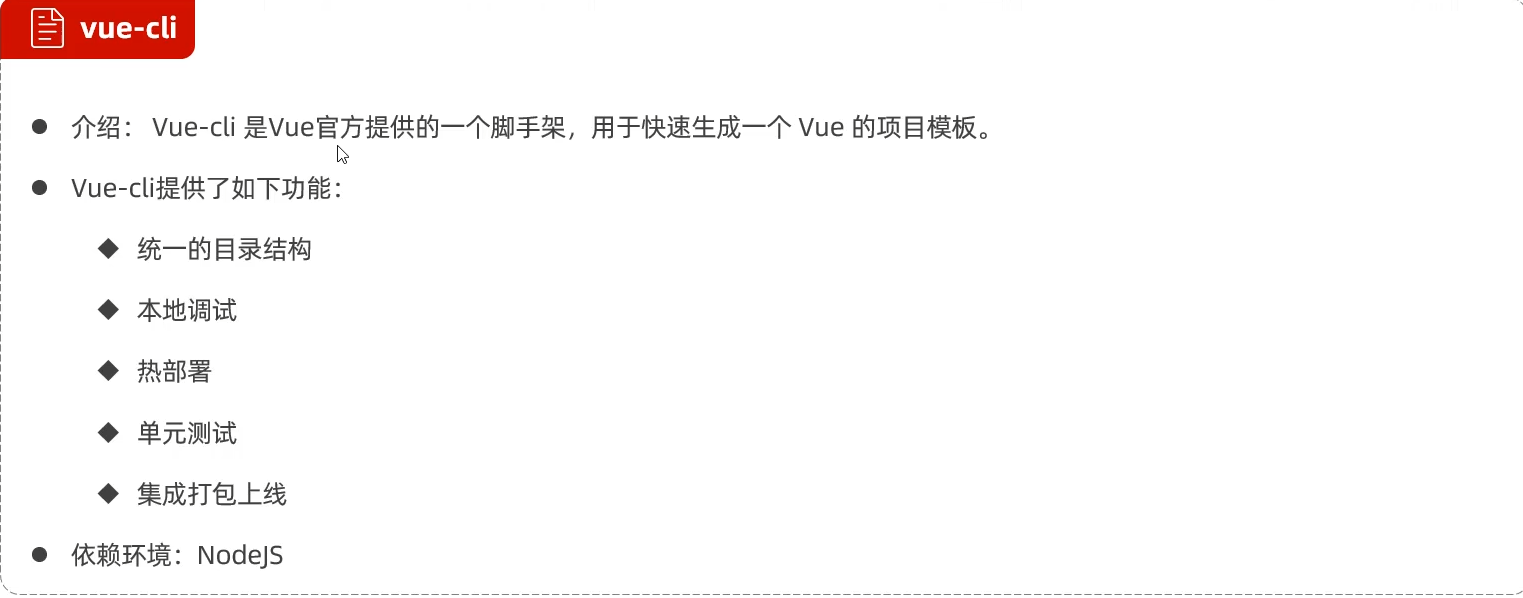 vue-cli
介绍： Vue-cli 是Vue官方提供的一个脚手架，用于快速生成一个 Vue 的项目模板。
Vue-cli提供了如下功能：
统一的目录结构
本地调试
热部署
单元测试
集成打包上线
依赖环境：NodeJS